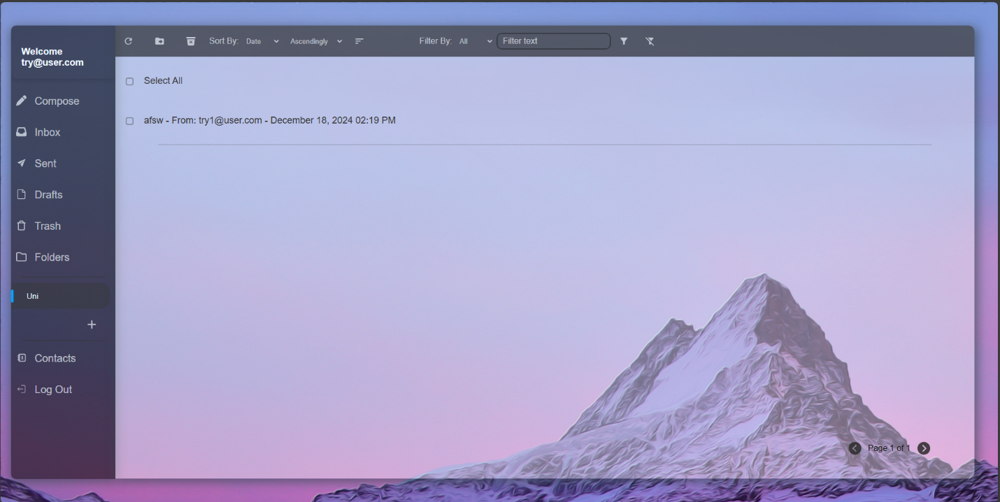 Welcome
try@user.com
Compose
Inbox
Sent
Drafts
Trash
Folders
Uni
+
Contacts
Log Out
Sort By: Date Ascendingly Filter By: All Filter text
Select All
afsw - From: try1@user.com - December 18, 2024 02:19 PM
Page 1 of 1